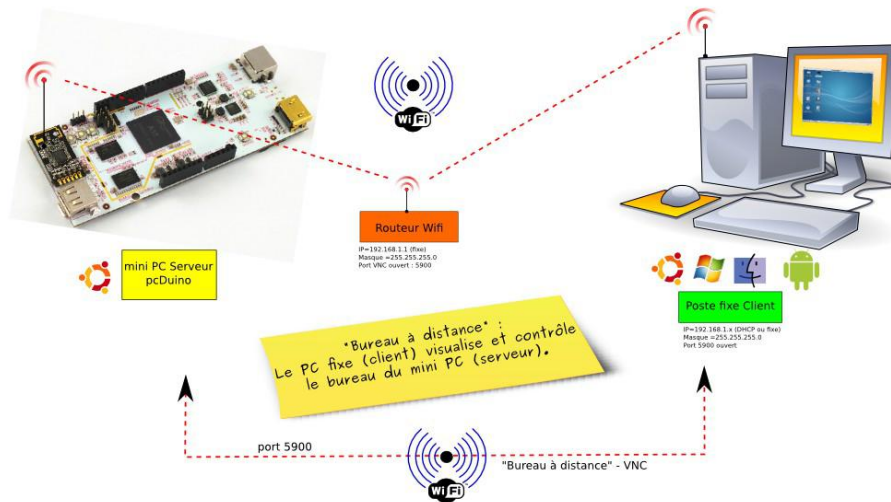 WiFi
Routeur Wifi
IP=192.168.1.1 (fixe)
Masque =255.255.255.0
Port VNC ouvert : 5900
mini PC Serveur
pcDuino
Poste fixe Client
IP=192.168.1.x (DHCP ou fixe)
Masque =255.255.255.0
Port 5900 ouvert
"Bureau à distance" :
Le PC fixe (client) visualise et contrôle
le bureau du mini PC (serveur).
port 5900
"Bureau à distance" - VNC
WiFi